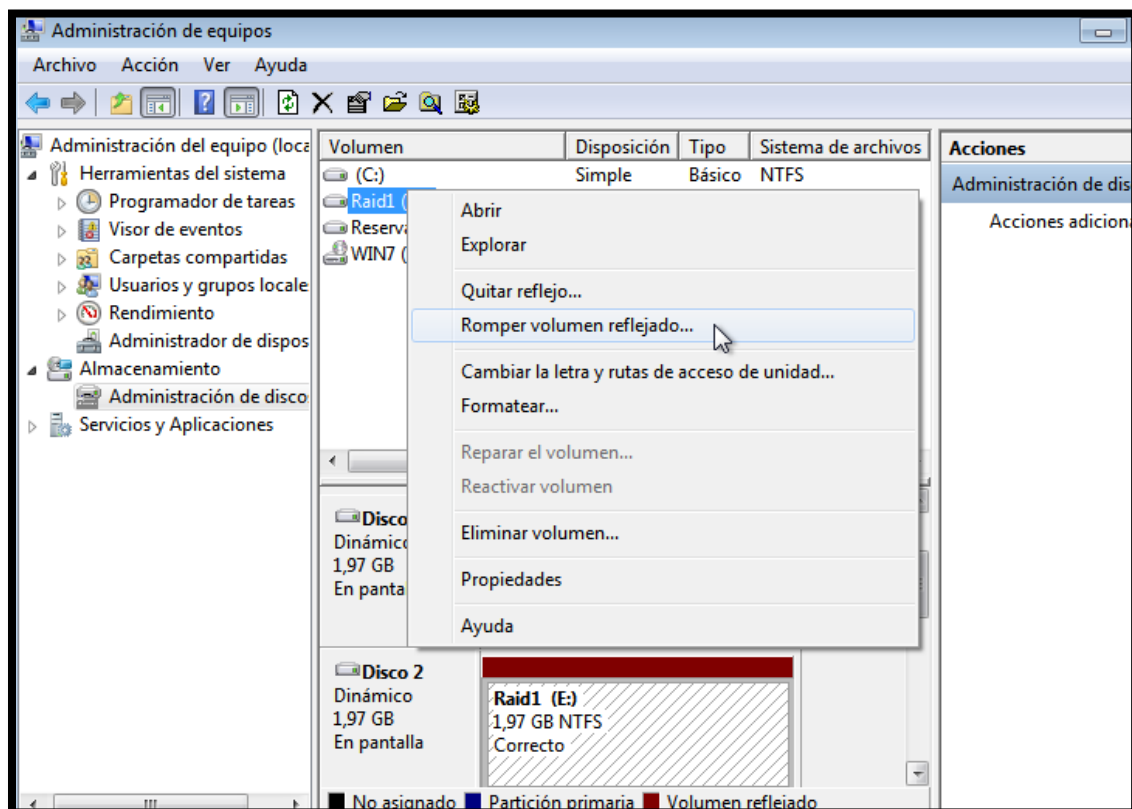 Administración de equipos
Archivo Acción Ver Ayuda
Administración del equipo (loca
Herramientas del sistema
Programador de tareas
Visor de eventos
Carpetas compartidas
Usuarios y grupos locale
Rendimiento
Administrador de dispos
Almacenamiento
Administración de disco
Servicios y Aplicaciones
Volumen Disposición Tipo Sistema de archivos
(C:) Simple Básico NTFS
Raid1 (
Reserva
WIN7 (
Abrir
Explorar
Quitar reflejo...
Romper volumen reflejado...
Cambiar la letra y rutas de acceso de unidad...
Formatear...
Reparar el volumen...
Reactivar volumen
Eliminar volumen...
Propiedades
Ayuda
Disco
Dinámico
1,97 GB
En panta
Disco 2
Dinámico
1,97 GB
En pantalla
Raid1 (E:)
1,97 GB NTFS
Correcto
No asignado Partición primaria Volumen reflejado
Acciones
Administración de dis
Acciones adiciona